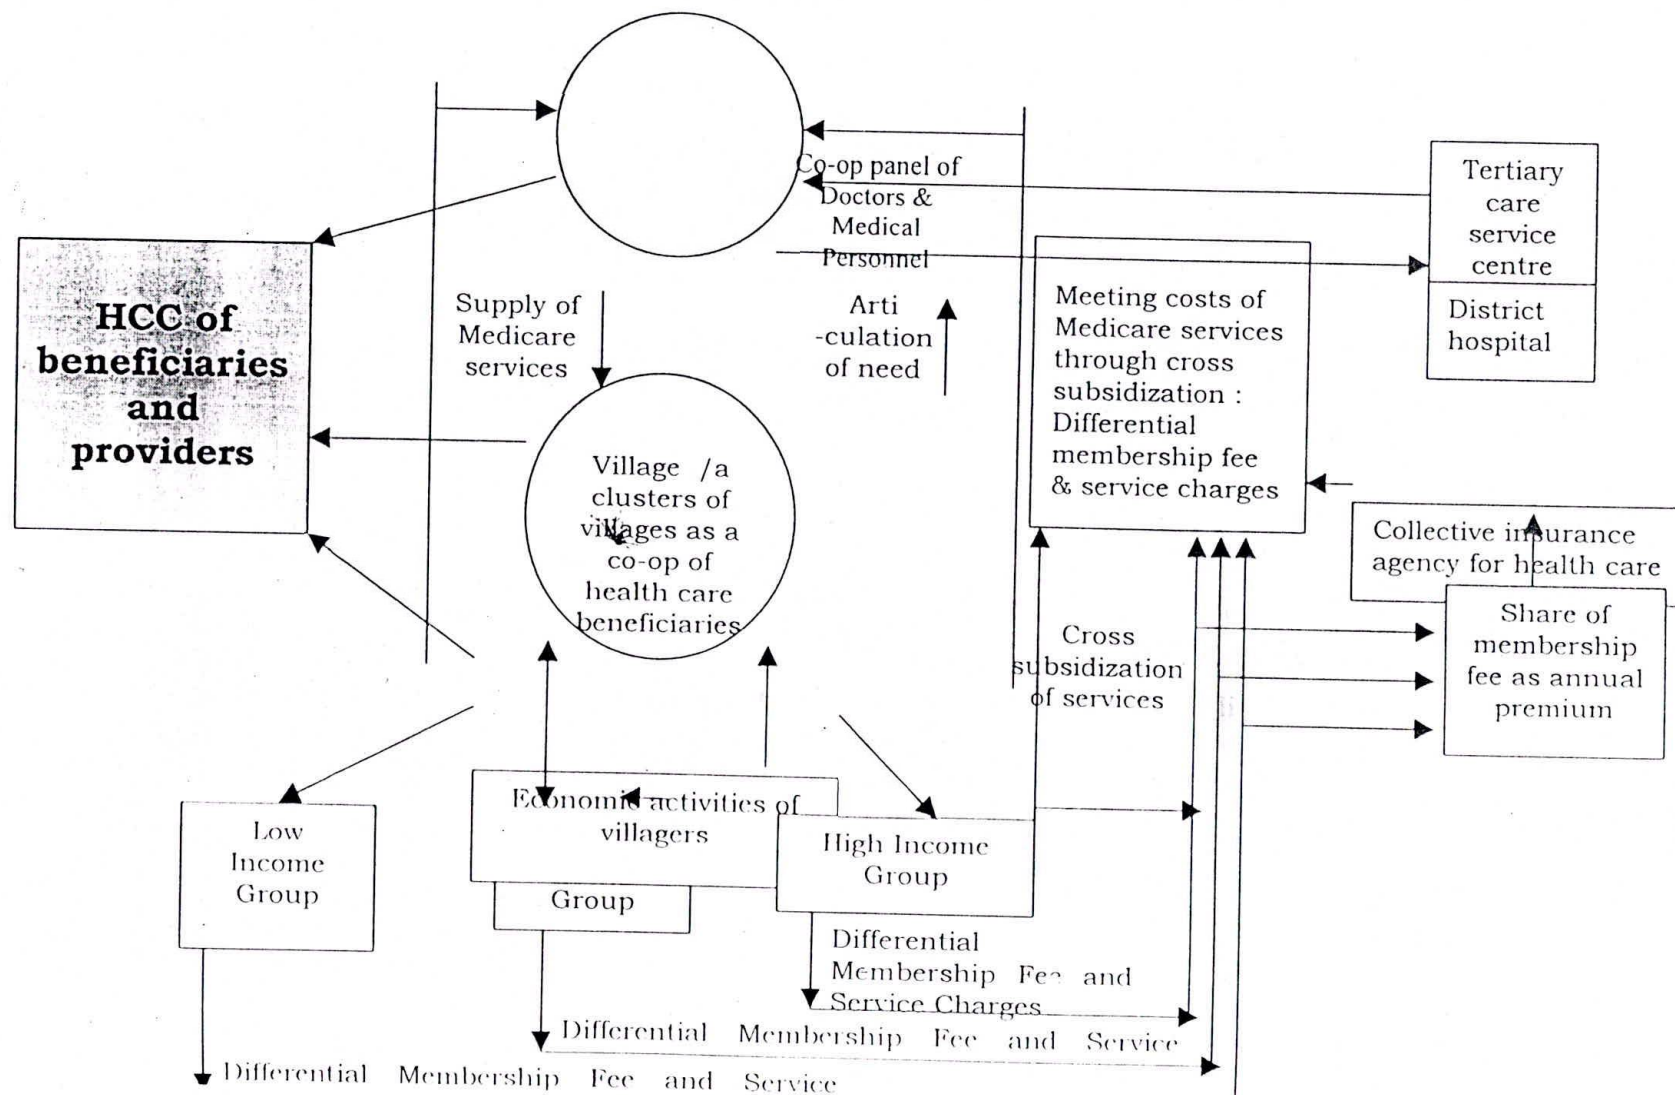 Co-op panel of
Doctors &
Medical
Personnel
Tertiary
care
service
centre
District
hospital
HCC of
beneficiaries
and
providers
Supply of
Medicare
services
Arti
-culation
of need
Meeting costs of
Medicare services
through cross
subsidization :
Differential
membership fee
& service charges
Village /a
clusters of
villages as a
co-op of
health care
beneficiaries
Collective insurance
agency for health care
Share of
membership
fee as annual
premium
Cross
subsidization
of services
Low
Income
Group
Economic activities of
villagers
Group
High Income
Group
Differential
Membership Fee and
Service Charges
Differential Membership Fee and Service
Differential Membership Fee and Service